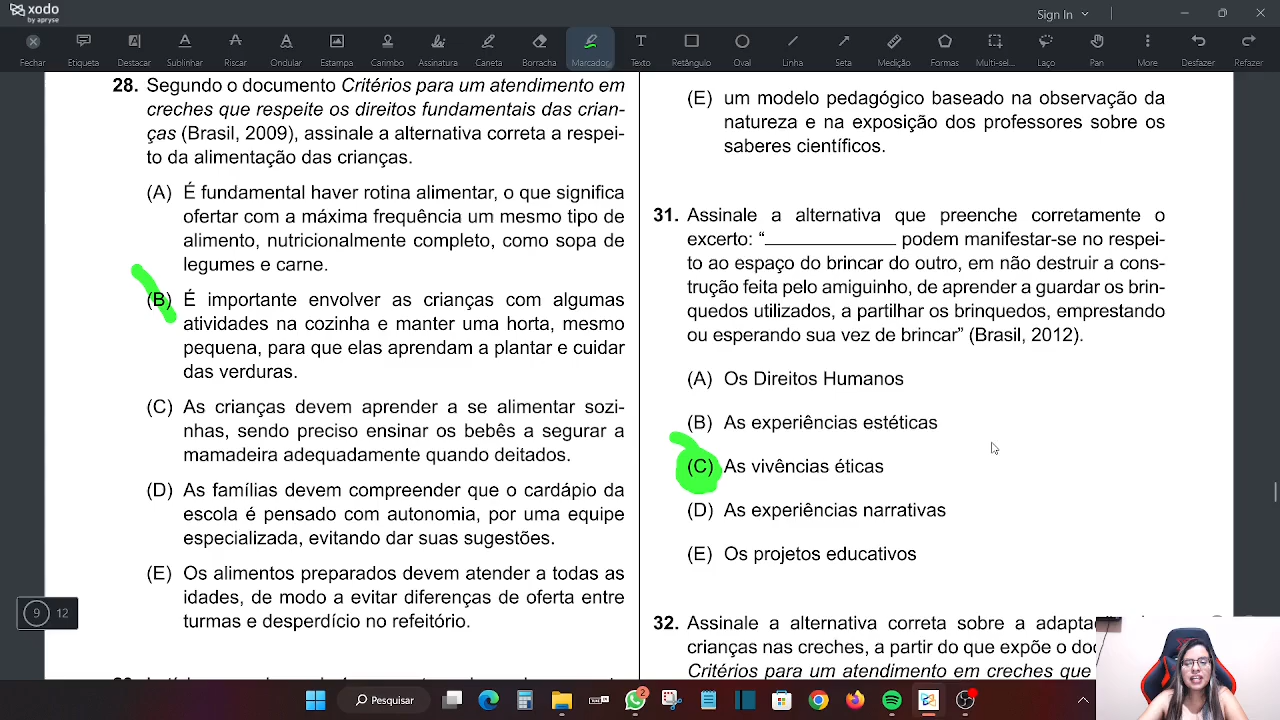 xodo
by apryse
Sign In
Fechar
Etiqueta
Destacar
Sublinhar
Tachar
Ondulada
Estampa
Carimbo
Assinatura
Desenho
Borracha
Marcador
Texto
Retângulo
Oval
Linha
Seta
Medir
Formas
Multi-sel...
Laço
Pan
More
Desfazer
Refazer
28. Segundo o documento Critérios para um atendimento em
creches que respeite os direitos fundamentais das crian-
ças (Brasil, 2009), assinale a alternativa correta a respei-
to da alimentação das crianças.
(A) É fundamental haver rotina alimentar, o que significa
ofertar com a máxima frequência um mesmo tipo de
alimento, nutricionalmente completo, como sopa de
legumes e carne.
(B) É importante envolver as crianças com algumas
atividades na cozinha e manter uma horta, mesmo
pequena, para que elas aprendam a plantar e cuidar
das verduras.
(C) As crianças devem aprender a se alimentar sozi-
nhas, sendo preciso ensinar os bebês a segurar a
mamadeira adequadamente quando deitados.
(D) As famílias devem compreender que o cardápio da
escola é pensado com autonomia, por uma equipe
especializada, evitando dar suas sugestões.
(E) Os alimentos preparados devem atender a todas as
idades, de modo a evitar diferenças de oferta entre
turmas e desperdício no refeitório.
(E) um modelo pedagógico baseado na observação da
natureza e na exposição dos professores sobre os
saberes científicos.
31. Assinale a alternativa que preenche corretamente o
excerto: “____________ podem manifestar-se no respei-
to ao espaço do brincar do outro, em não destruir a cons-
trução feita pelo amiguinho, de aprender a guardar os brin-
quedos utilizados, a partilhar os brinquedos, emprestando
ou esperando sua vez de brincar” (Brasil, 2012).
(A) Os Direitos Humanos
(B) As experiências estéticas
(C) As vivências éticas
(D) As experiências narrativas
(E) Os projetos educativos
32. Assinale a alternativa correta sobre a
crianças nas creches, a partir do que expõe o
Critérios para um atendimento em creches que
9 12
Pesquisar
2